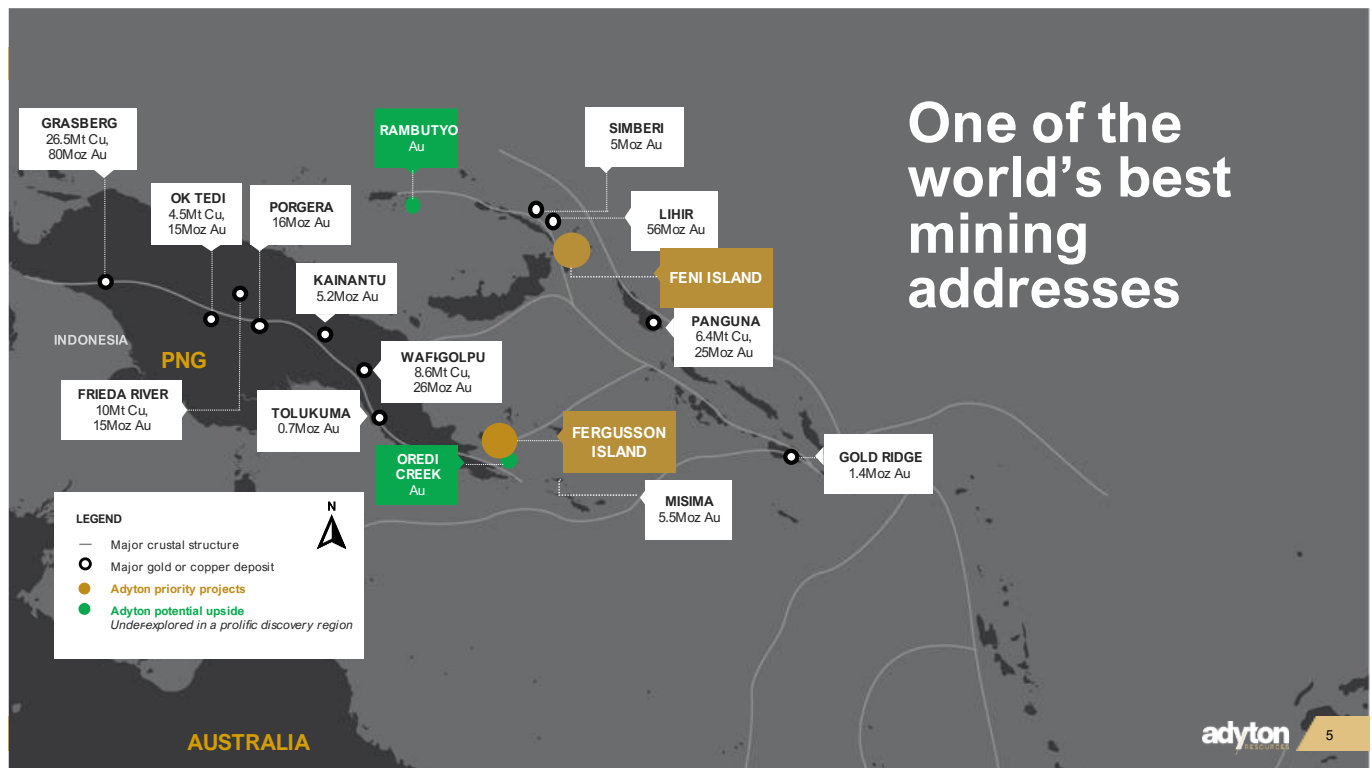 One of the
world's best
mining
addresses
GRASBERG
26.5Mt Cu,
80Moz Au
RAMBUTYO
Au
SIMBERI
5Moz Au
OK TEDI
4.5Mt Cu,
15Moz Au
PORGERA
16Moz Au
LIHIR
56Moz Au
KAINANTU
5.2Moz Au
FENI ISLAND
PANGUNA
6.4Mt Cu,
25Moz Au
INDONESIA
PNG
WAFI-GOLPU
8.6Mt Cu,
26Moz Au
FRIEDA RIVER
10Mt Cu,
15Moz Au
TOLUKUMA
0.7Moz Au
FERGUSSON
ISLAND
OREDI
CREEK
Au
GOLD RIDGE
1.4Moz Au
MISIMA
5.5Moz Au
LEGEND
N
Major crustal structure
Major gold or copper deposit
Adyton priority projects
Adyton potential upside
Under-explored in a prolific discovery region
AUSTRALIA
adyton
RESOURCES
5